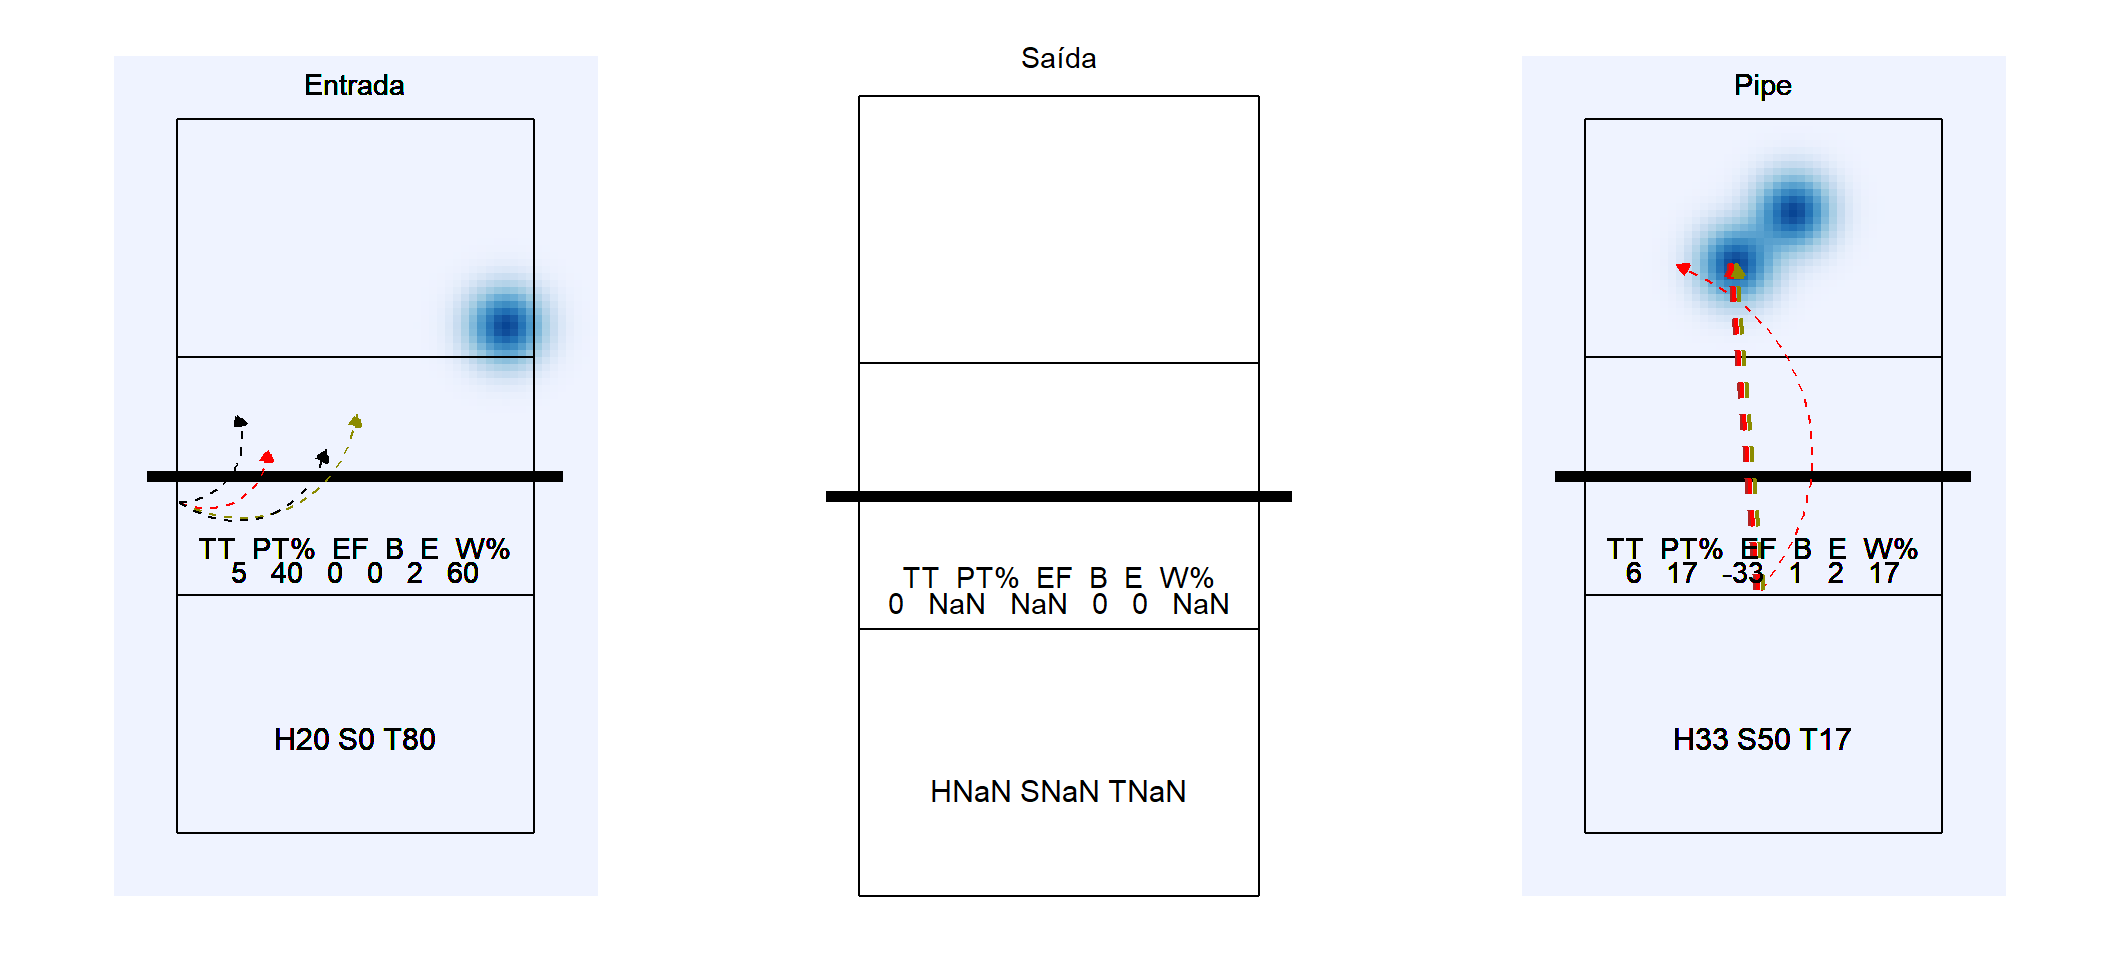 Entrada
TT PT% EF B E W%
5 40 0 0 2 60
H20 S0 T80
Saída
TT PT% EF B E W%
0 NaN NaN 0 0 NaN
HNaN SNaN TNaN
Pipe
TT PT% EF B E W%
6 17 -33 1 2 17
H33 S50 T17